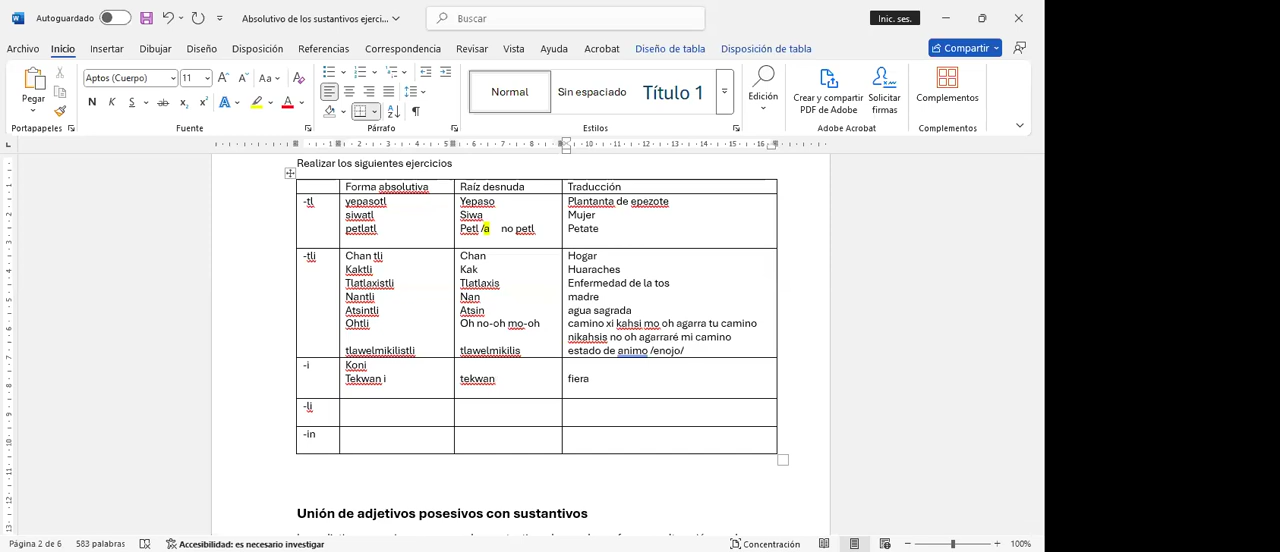 Autoguardado
Absolutivo de los sustantivos ejerci...
Buscar
Inic. ses.
Archivo Inicio Insertar Dibujar Diseño Disposición Referencias Correspondencia Revisar Vista Ayuda Acrobat Diseño de tabla Disposición de tabla
Compartir
Pegar
Aptos (Cuerpo) 11
Normal
Sin espaciado
Título 1
Edición
Crear y compartir PDF de Adobe
Solicitar firmas
Complementos
Portapapeles Fuente Párrafo Estilos Adobe Acrobat Complementos
Realizar los siguientes ejercicios
Forma absolutiva Raíz desnuda Traducción
-tl yepasotl Yepaso Plantanta de epezote
siwatl Siwa Mujer
petlatl Petl /a no petl Petate
-tli Chan tli Chan Hogar
Kaktli Kak Huaraches
Tlatlaxistli Tlatlaxis Enfermedad de la tos
Nantli Nan madre
Atsintli Atsin agua sagrada
Ohtli Oh no-oh mo-oh camino xi kahsi mo oh agarra tu camino
nikahsis no oh agarraré mi camino
tlawelmikilistli tlawelmikilis estado de animo /enojo/
-i Koni
Tekwan i tekwan fiera
-li
-in
Unión de adjetivos posesivos con sustantivos
Página 2 de 6 583 palabras Accesibilidad: es necesario investigar Concentración 100%